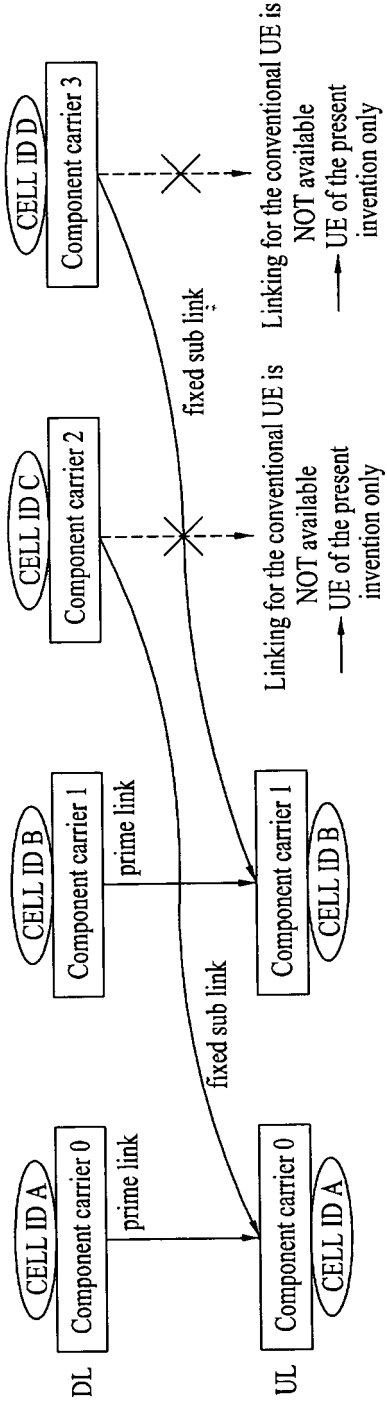 DL
CELL ID A
Component carrier 0
prime link
CELL ID B
Component carrier 1
prime link
CELL ID C
Component carrier 2
CELL ID D
Component carrier 3
fixed sub link
fixed sub link
UL
Component carrier 0
CELL ID A
Component carrier 1
CELL ID B
Linking for the conventional UE is
NOT available
UE of the present
invention only
Linking for the conventional UE is
NOT available
UE of the present
invention only